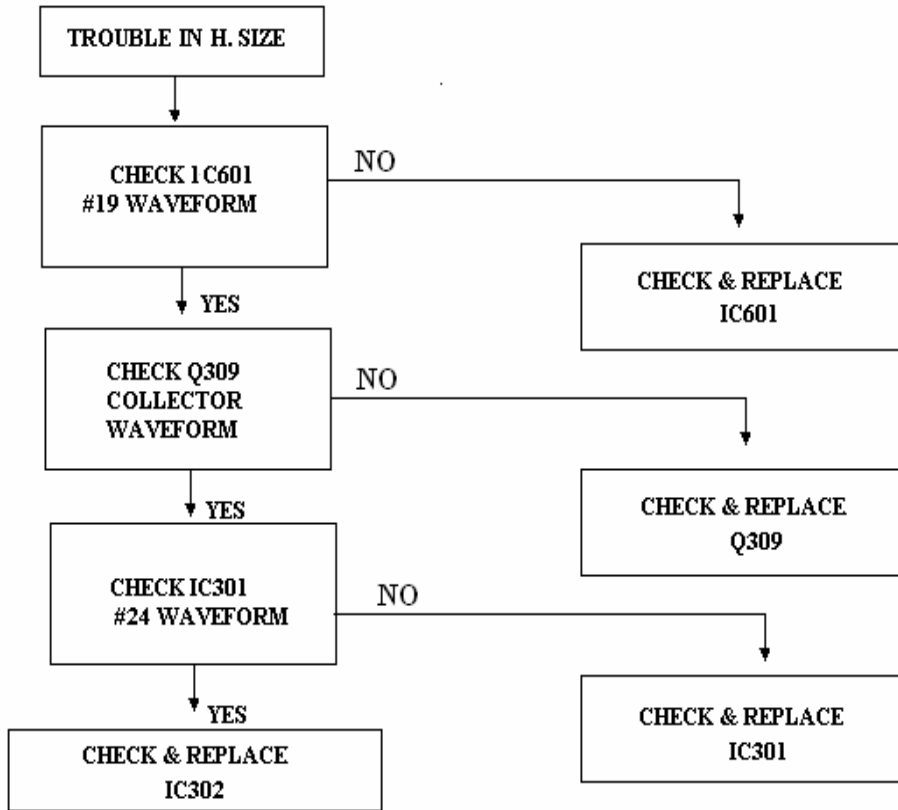 TROUBLE IN H. SIZE
CHECK 1C601
#19 WAVEFORM
NO
CHECK & REPLACE
IC601
YES
CHECK Q309
COLLECTOR
WAVEFORM
NO
CHECK & REPLACE
Q309
YES
CHECK IC301
#24 WAVEFORM
NO
CHECK & REPLACE
IC301
YES
CHECK & REPLACE
IC302